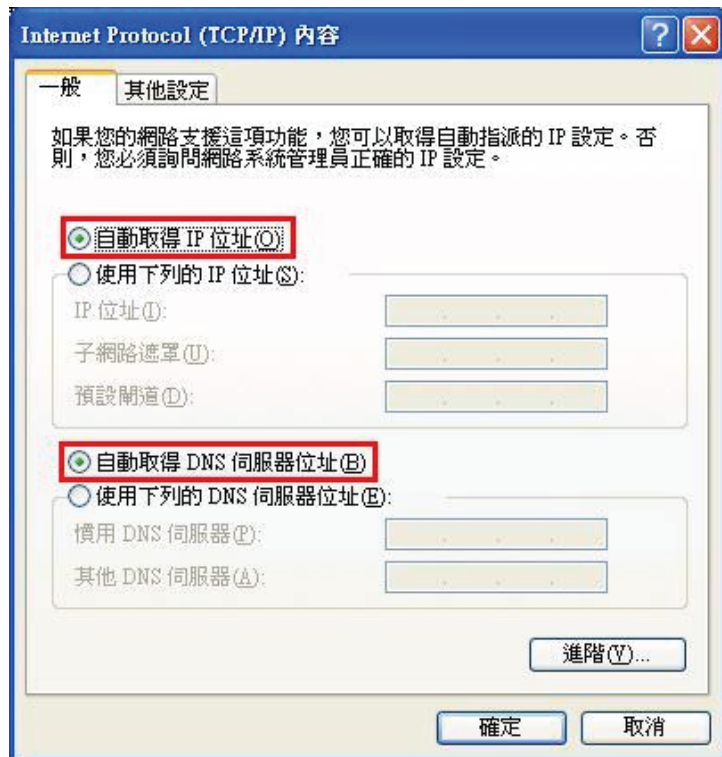 Internet Protocol (TCP/IP) 內容
一般
其他設定
如果您的網路支援這項功能，您可以取得自動指派的 IP 設定。否
則，您必須詢問網路系統管理員正確的 IP 設定。
自動取得 IP 位址(O)
使用下列的 IP 位址(S):
IP 位址(I):
子網路遮罩(U):
預設閘道(D):
自動取得 DNS 伺服器位址(B)
使用下列的 DNS 伺服器位址(E):
慣用 DNS 伺服器(P):
其他 DNS 伺服器(A):
進階(V)...
確定
取消